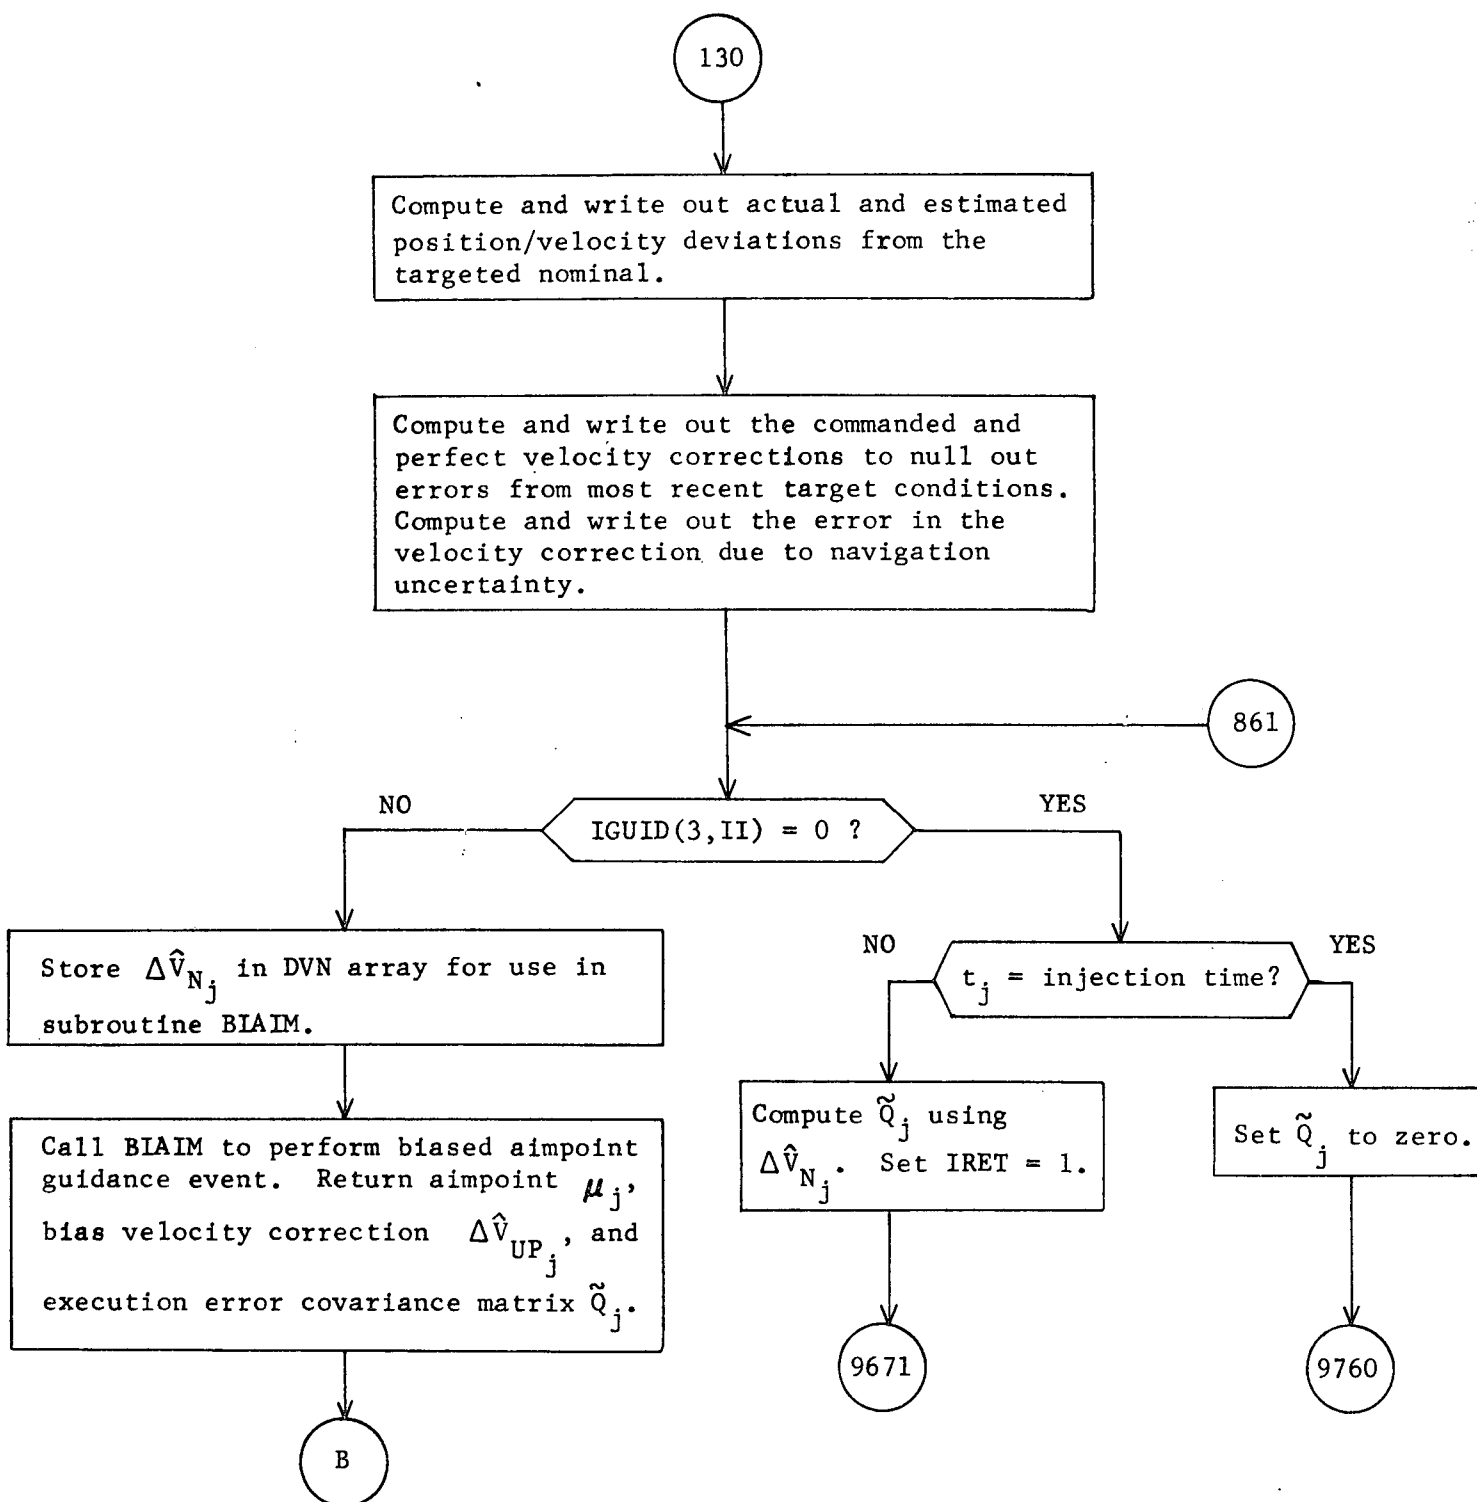 130
Compute and write out actual and estimated
position/velocity deviations from the
targeted nominal.
Compute and write out the commanded and
perfect velocity corrections to null out
errors from most recent target conditions.
Compute and write out the error in the
velocity correction due to navigation
uncertainty.
861
NO
IGUID(3,II) = 0 ?
YES
Store ΔV̂_{N_j} in DVN array for use in
subroutine BIAIM.
NO
t_j = injection time?
YES
Call BIAIM to perform biased aimpoint
guidance event. Return aimpoint μ_j,
bias velocity correction ΔV̂_{UP_j}, and
execution error covariance matrix Q̃_j.
Compute Q̃_j using
ΔV̂_{N_j}. Set IRET = 1.
Set Q̃_j to zero.
9671
9760
B